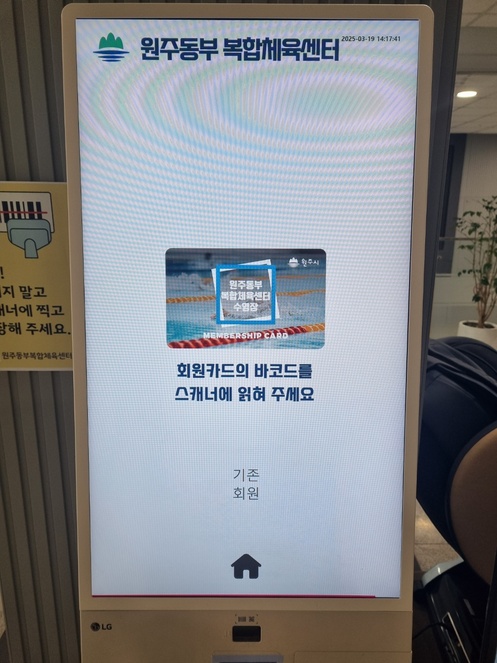 원주동부 복합체육센터
2025-03-19 14:17:41
원주시
원주동부
복합체육센터
수영장
MEMBERSHIP CARD
회원카드의 바코드를
스캐너에 읽혀 주세요
기존
회원
LG
지 말고
캐너에 찍고
장해 주세요.
원주동부복합체육센터